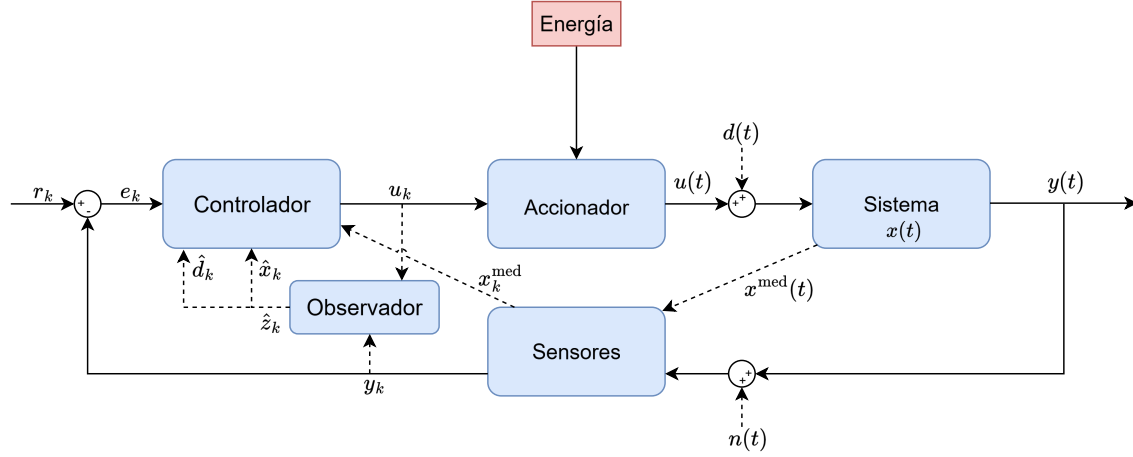 Energía
d(t)
r_k
+
-
e_k
Controlador
u_k
Accionador
u(t)
+
+
Sistema
x(t)
y(t)
d̂_k
x̂_k
x_k^med
x^med(t)
ẑ_k
Observador
Sensores
y_k
+
+
n(t)